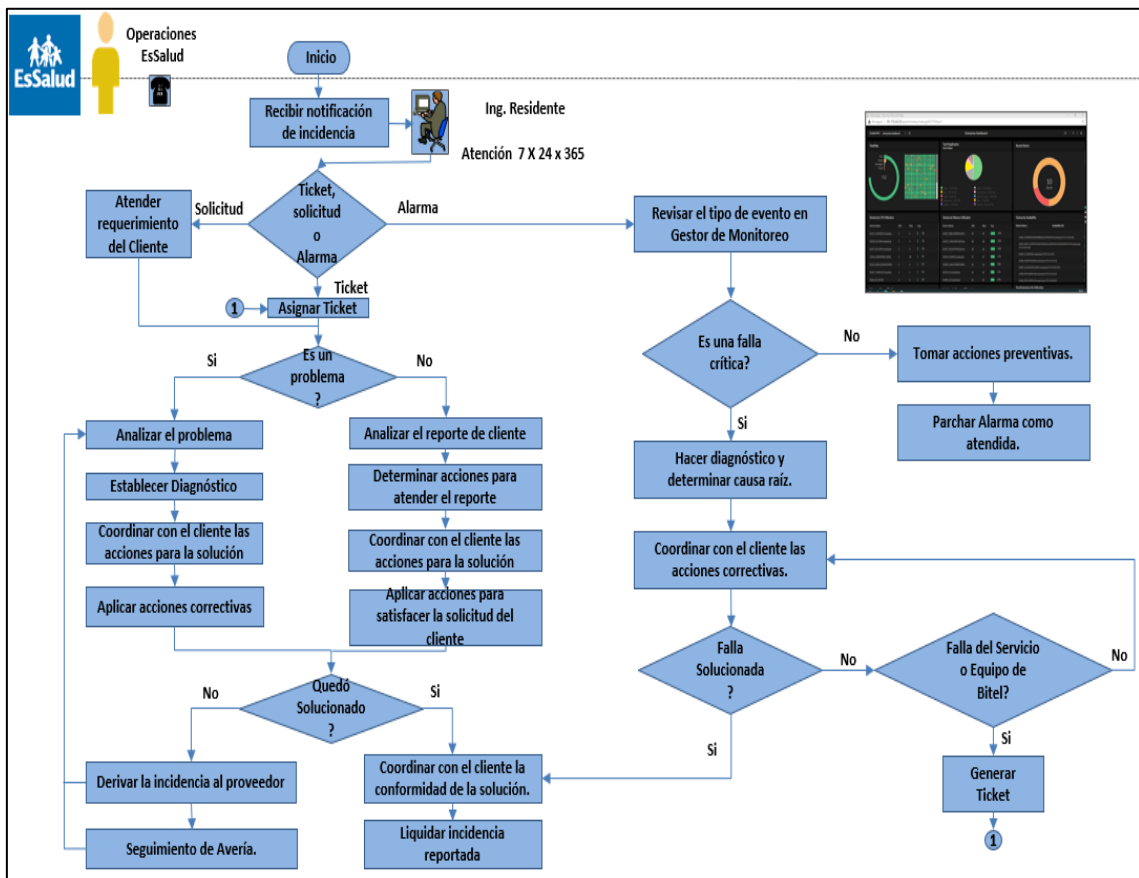 EsSalud
Operaciones
EsSalud
Inicio
Recibir notificación
de incidencia
Ing. Residente
Atención 7 X 24 x 365
Atender
requerimiento
del Cliente
Solicitud
Ticket,
solicitud
o
Alarma
Alarma
Revisar el tipo de evento en
Gestor de Monitoreo
Ticket
1
Asignar Ticket
Si
Es un
problema
?
No
Es una falla
crítica?
No
Tomar acciones preventivas.
Parchar Alarma como
atendida.
Si
Analizar el problema
Analizar el reporte de cliente
Hacer diagnóstico y
determinar causa raíz.
Establecer Diagnóstico
Determinar acciones para
atender el reporte
Coordinar con el cliente las
acciones para la solución
Coordinar con el cliente las
acciones para la solución
Coordinar con el cliente las
acciones correctivas.
Aplicar acciones correctivas
Aplicar acciones para
satisfacer la solicitud del
cliente
Falla
Solucionada
?
No
Falla del Servicio
o Equipo de
Bitel?
No
No
Quedó
Solucionado
?
Si
Si
Si
Derivar la incidencia al proveedor
Coordinar con el cliente la
conformidad de la solución.
Generar
Ticket
Seguimiento de Avería.
Liquidar incidencia
reportada
1